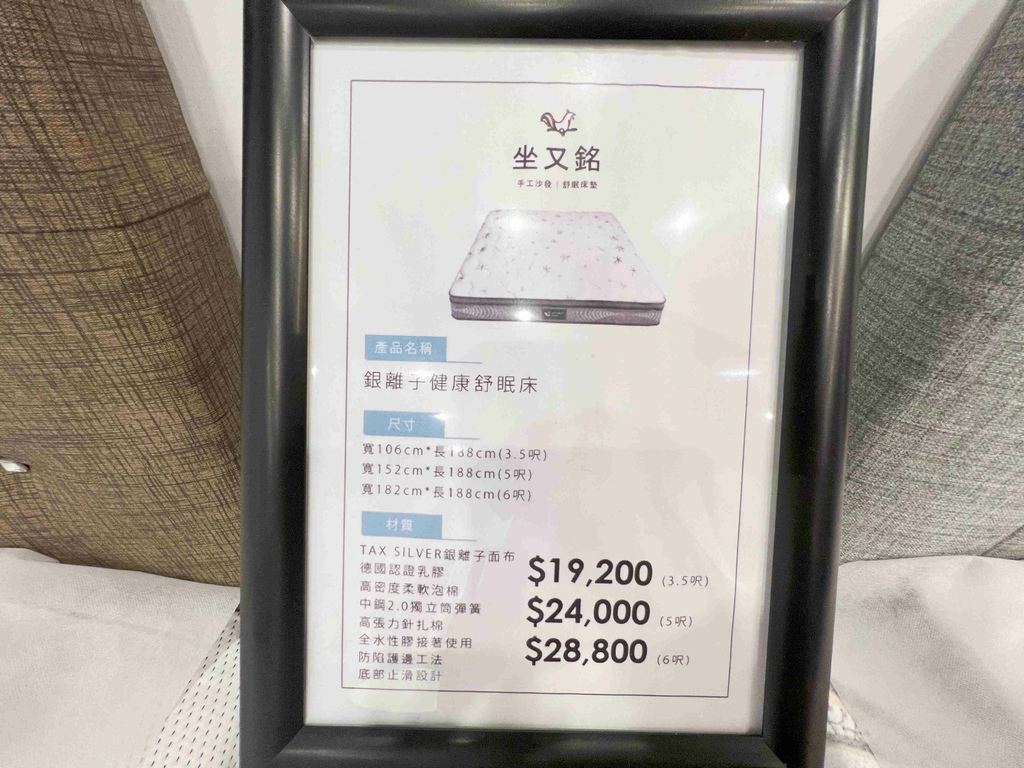 坐又銘
手工沙發｜舒眠床墊
產品名稱
銀離子健康舒眠床
尺寸
寬106cm*長188cm(3.5呎)
寬152cm*長188cm(5呎)
寬182cm*長188cm(6呎)
材質
TAX SILVER銀離子面布
德國認證乳膠
高密度柔軟泡棉
中鋼2.0獨立筒彈簧
高張力針扎棉
全水性膠接著使用
防陷護邊工法
底部止滑設計
$19,200 (3.5呎)
$24,000 (5呎)
$28,800 (6呎)